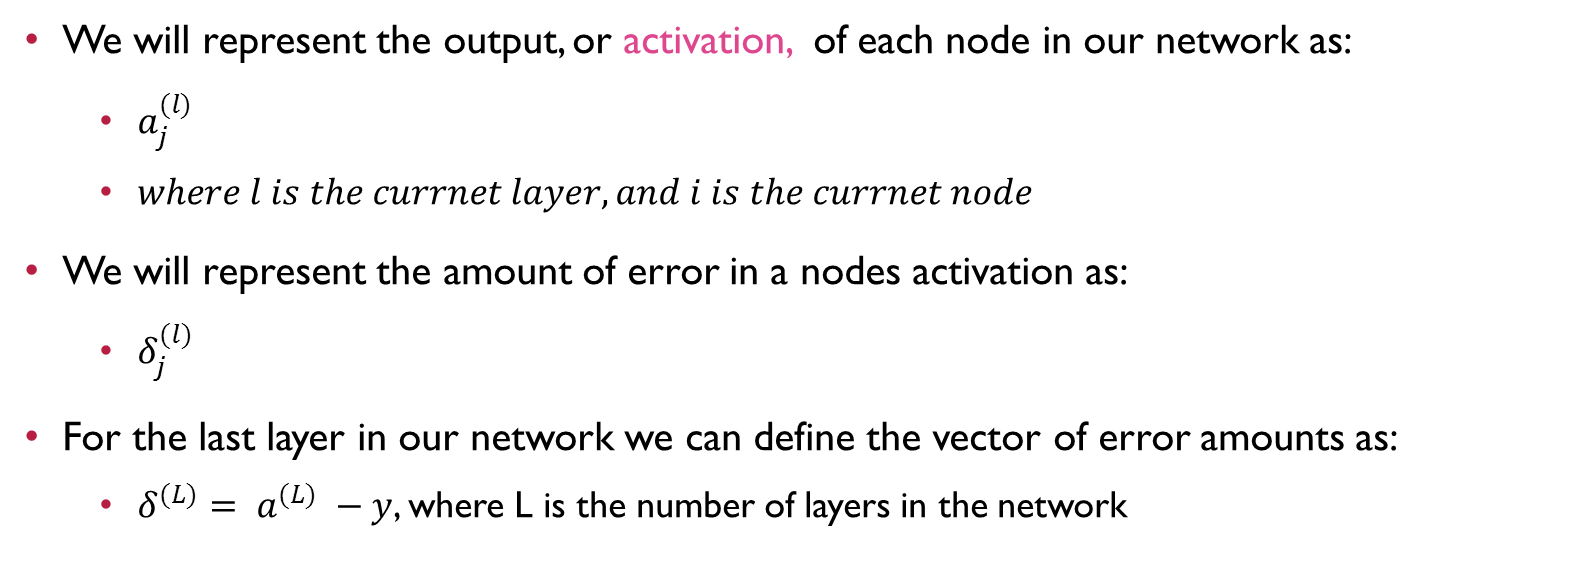 • We will represent the output, or activation, of each node in our network as:
• a_j^{(l)}
• where l is the currnet layer, and i is the currnet node
• We will represent the amount of error in a nodes activation as:
• δ_j^{(l)}
• For the last layer in our network we can define the vector of error amounts as:
• δ^{(L)} = a^{(L)} − y, where L is the number of layers in the network